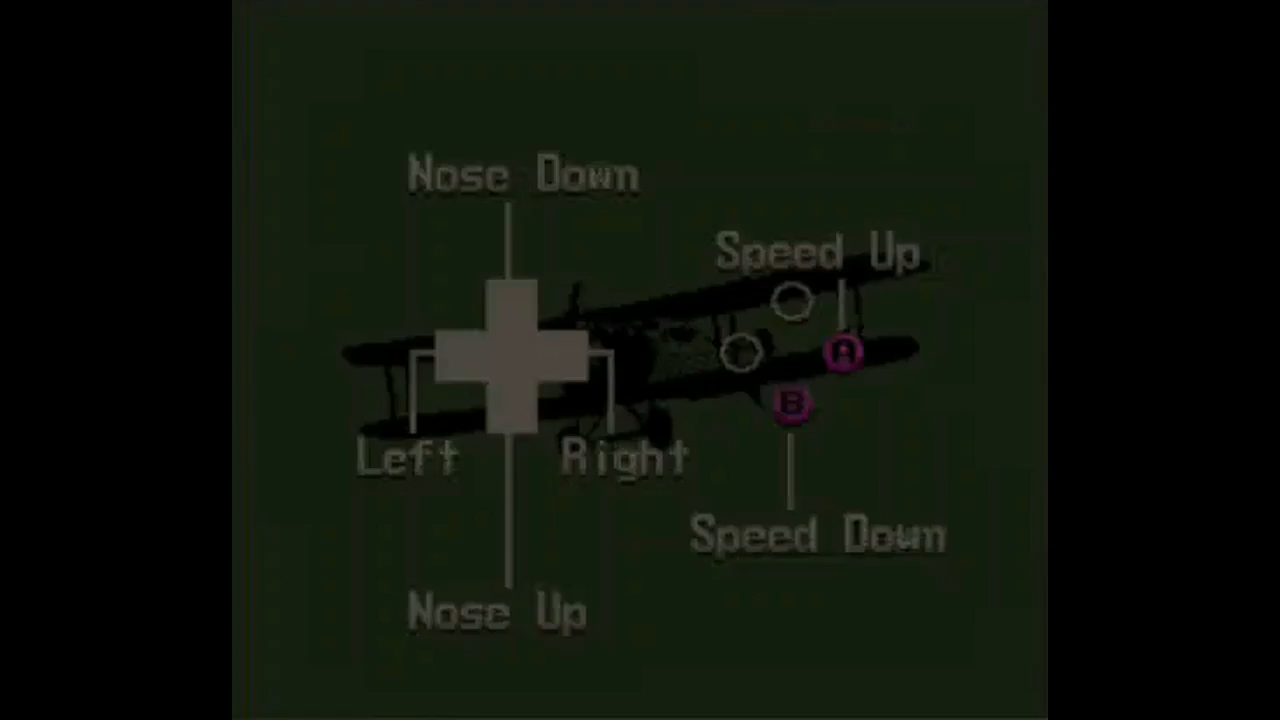 Nose Down
Speed Up
A
B
Left
Right
Speed Down
Nose Up